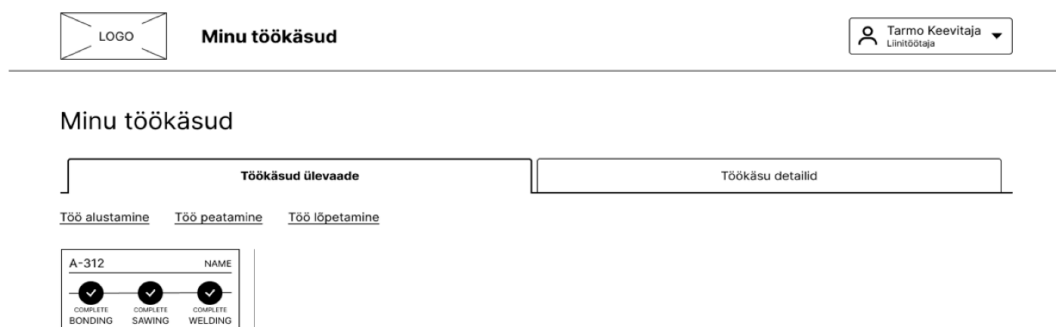 LOGO
Minu töökäsud
Tarmo Keevitaja
Liinitöötaja
Minu töökäsud
Töökäsud ülevaade
Töökäsu detailid
Töö alustamine Töö peatamine Töö lõpetamine
A-312 NAME
COMPLETE COMPLETE COMPLETE
BONDING SAWING WELDING